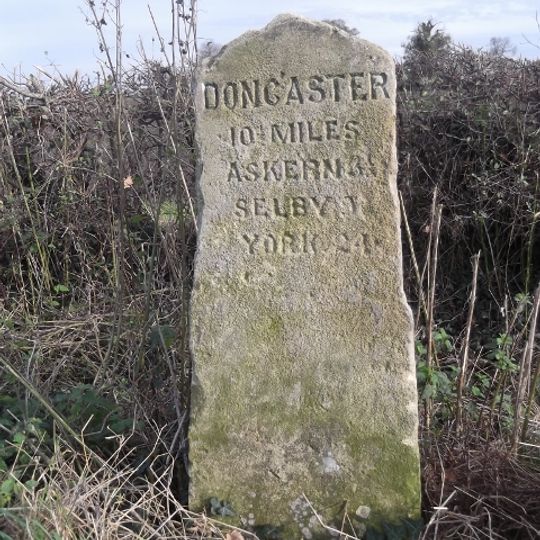 DONCASTER
10 MILES
ASKERN 3
SELBY
YORK 24